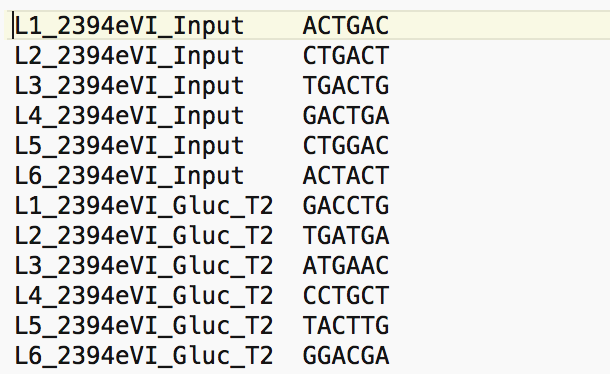 L1_2394eVI_Input ACTGAC
L2_2394eVI_Input CTGACT
L3_2394eVI_Input TGACTG
L4_2394eVI_Input GACTGA
L5_2394eVI_Input CTGGAC
L6_2394eVI_Input ACTACT
L1_2394eVI_Gluc_T2 GACCTG
L2_2394eVI_Gluc_T2 TGATGA
L3_2394eVI_Gluc_T2 ATGAAC
L4_2394eVI_Gluc_T2 CCTGCT
L5_2394eVI_Gluc_T2 TACTTG
L6_2394eVI_Gluc_T2 GGACGA